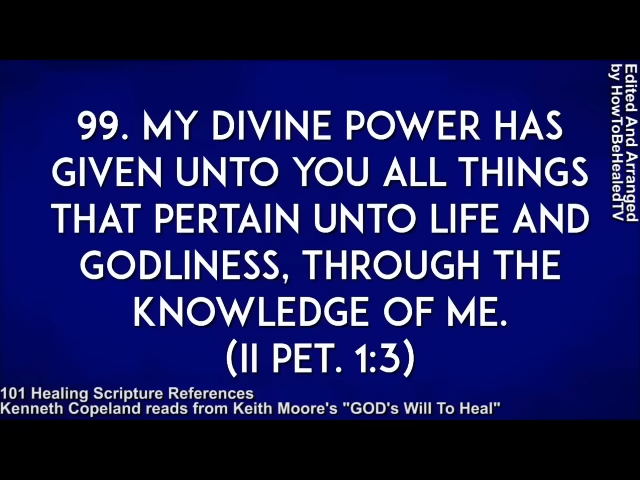 99. MY DIVINE POWER HAS
GIVEN UNTO YOU ALL THINGS
THAT PERTAIN UNTO LIFE AND
GODLINESS, THROUGH THE
KNOWLEDGE OF ME.
(II PET. 1:3)
101 Healing Scripture References
Kenneth Copeland reads from Keith Moore's "GOD's Will To Heal"
Edited And Arranged
by HowToBeHealedTV